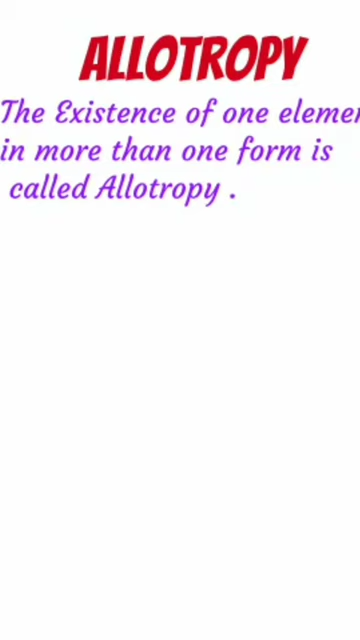 ALLOTROPY
The Existence of one elemen
in more than one form is
called Allotropy .